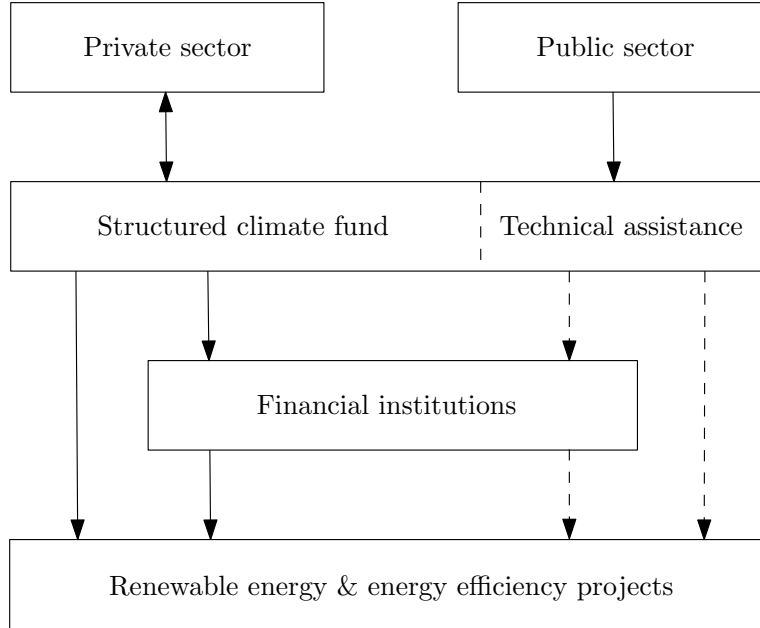 Private sector
Public sector
Structured climate fund
Technical assistance
Financial institutions
Renewable energy & energy efficiency projects